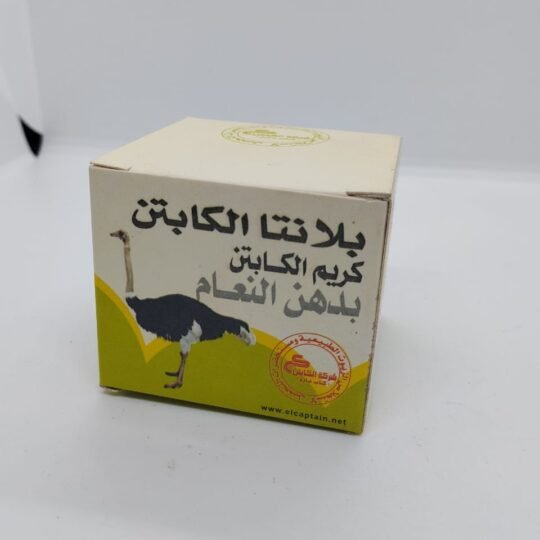 بلانتا الكابتن
كريم الكابتن
بدهن النعام
شركة الكابتن
www.elcaptain.net